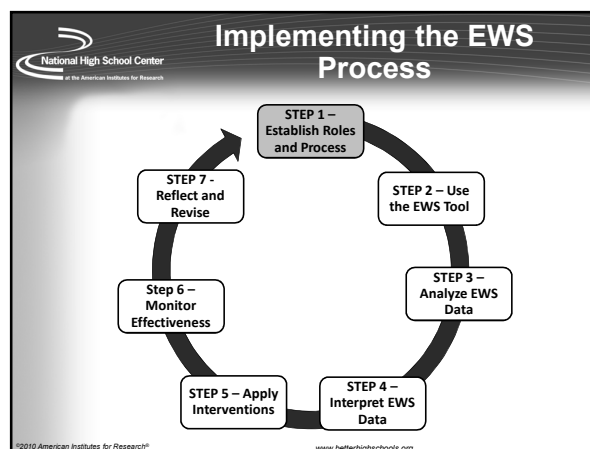 National High School Center
at the American Institutes for Research
Implementing the EWS
Process
STEP 1 –
Establish Roles
and Process
STEP 2 – Use
the EWS Tool
STEP 3 –
Analyze EWS
Data
STEP 4 –
Interpret EWS
Data
STEP 5 – Apply
Interventions
Step 6 –
Monitor
Effectiveness
STEP 7 -
Reflect and
Revise
©2010 American Institutes for Research®
www.betterhighschools.org